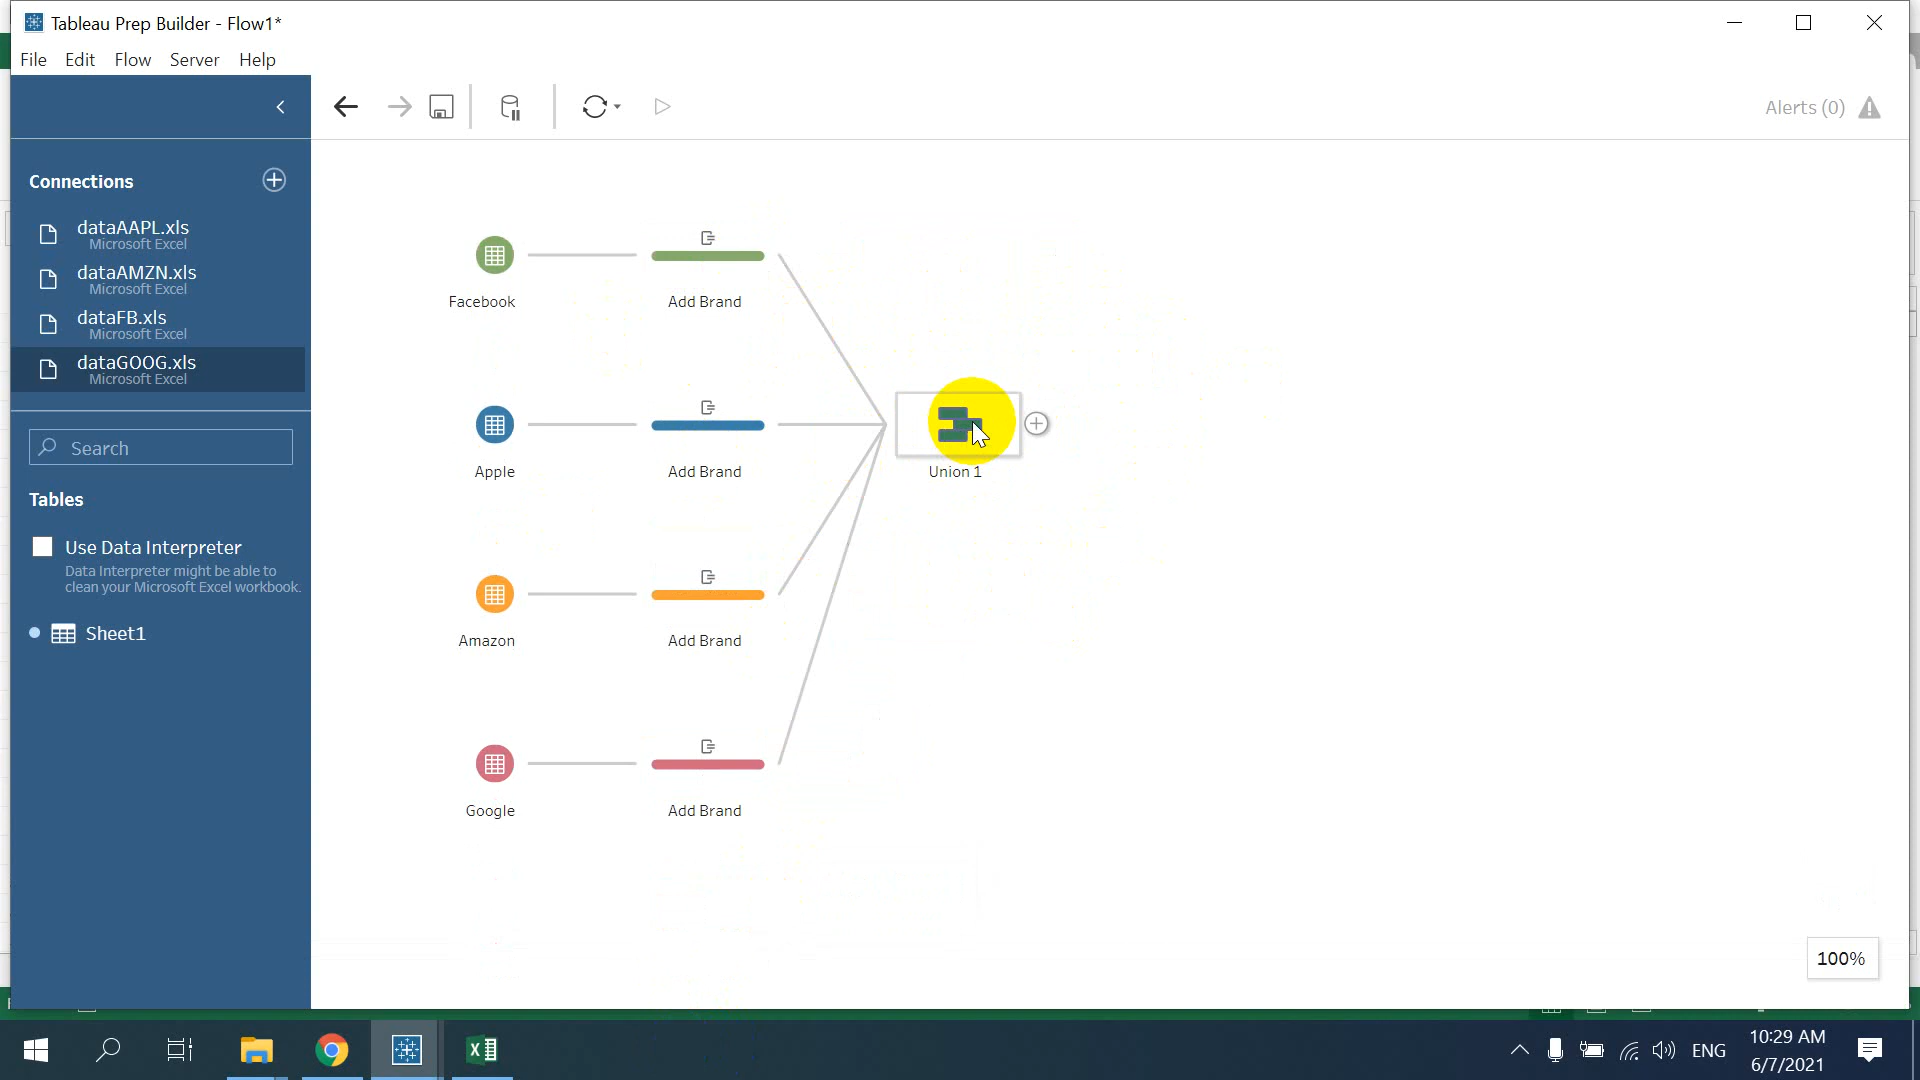 Tableau Prep Builder - Flow1*
File Edit Flow Server Help
Alerts (0)
Connections
dataAAPL.xls
Microsoft Excel
dataAMZN.xls
Microsoft Excel
dataFB.xls
Microsoft Excel
dataGOOG.xls
Microsoft Excel
Search
Tables
Use Data Interpreter
Data Interpreter might be able to
clean your Microsoft Excel workbook.
Sheet1
Facebook
Add Brand
Apple
Add Brand
Union 1
Amazon
Add Brand
Google
Add Brand
100%
ENG
10:29 AM
6/7/2021